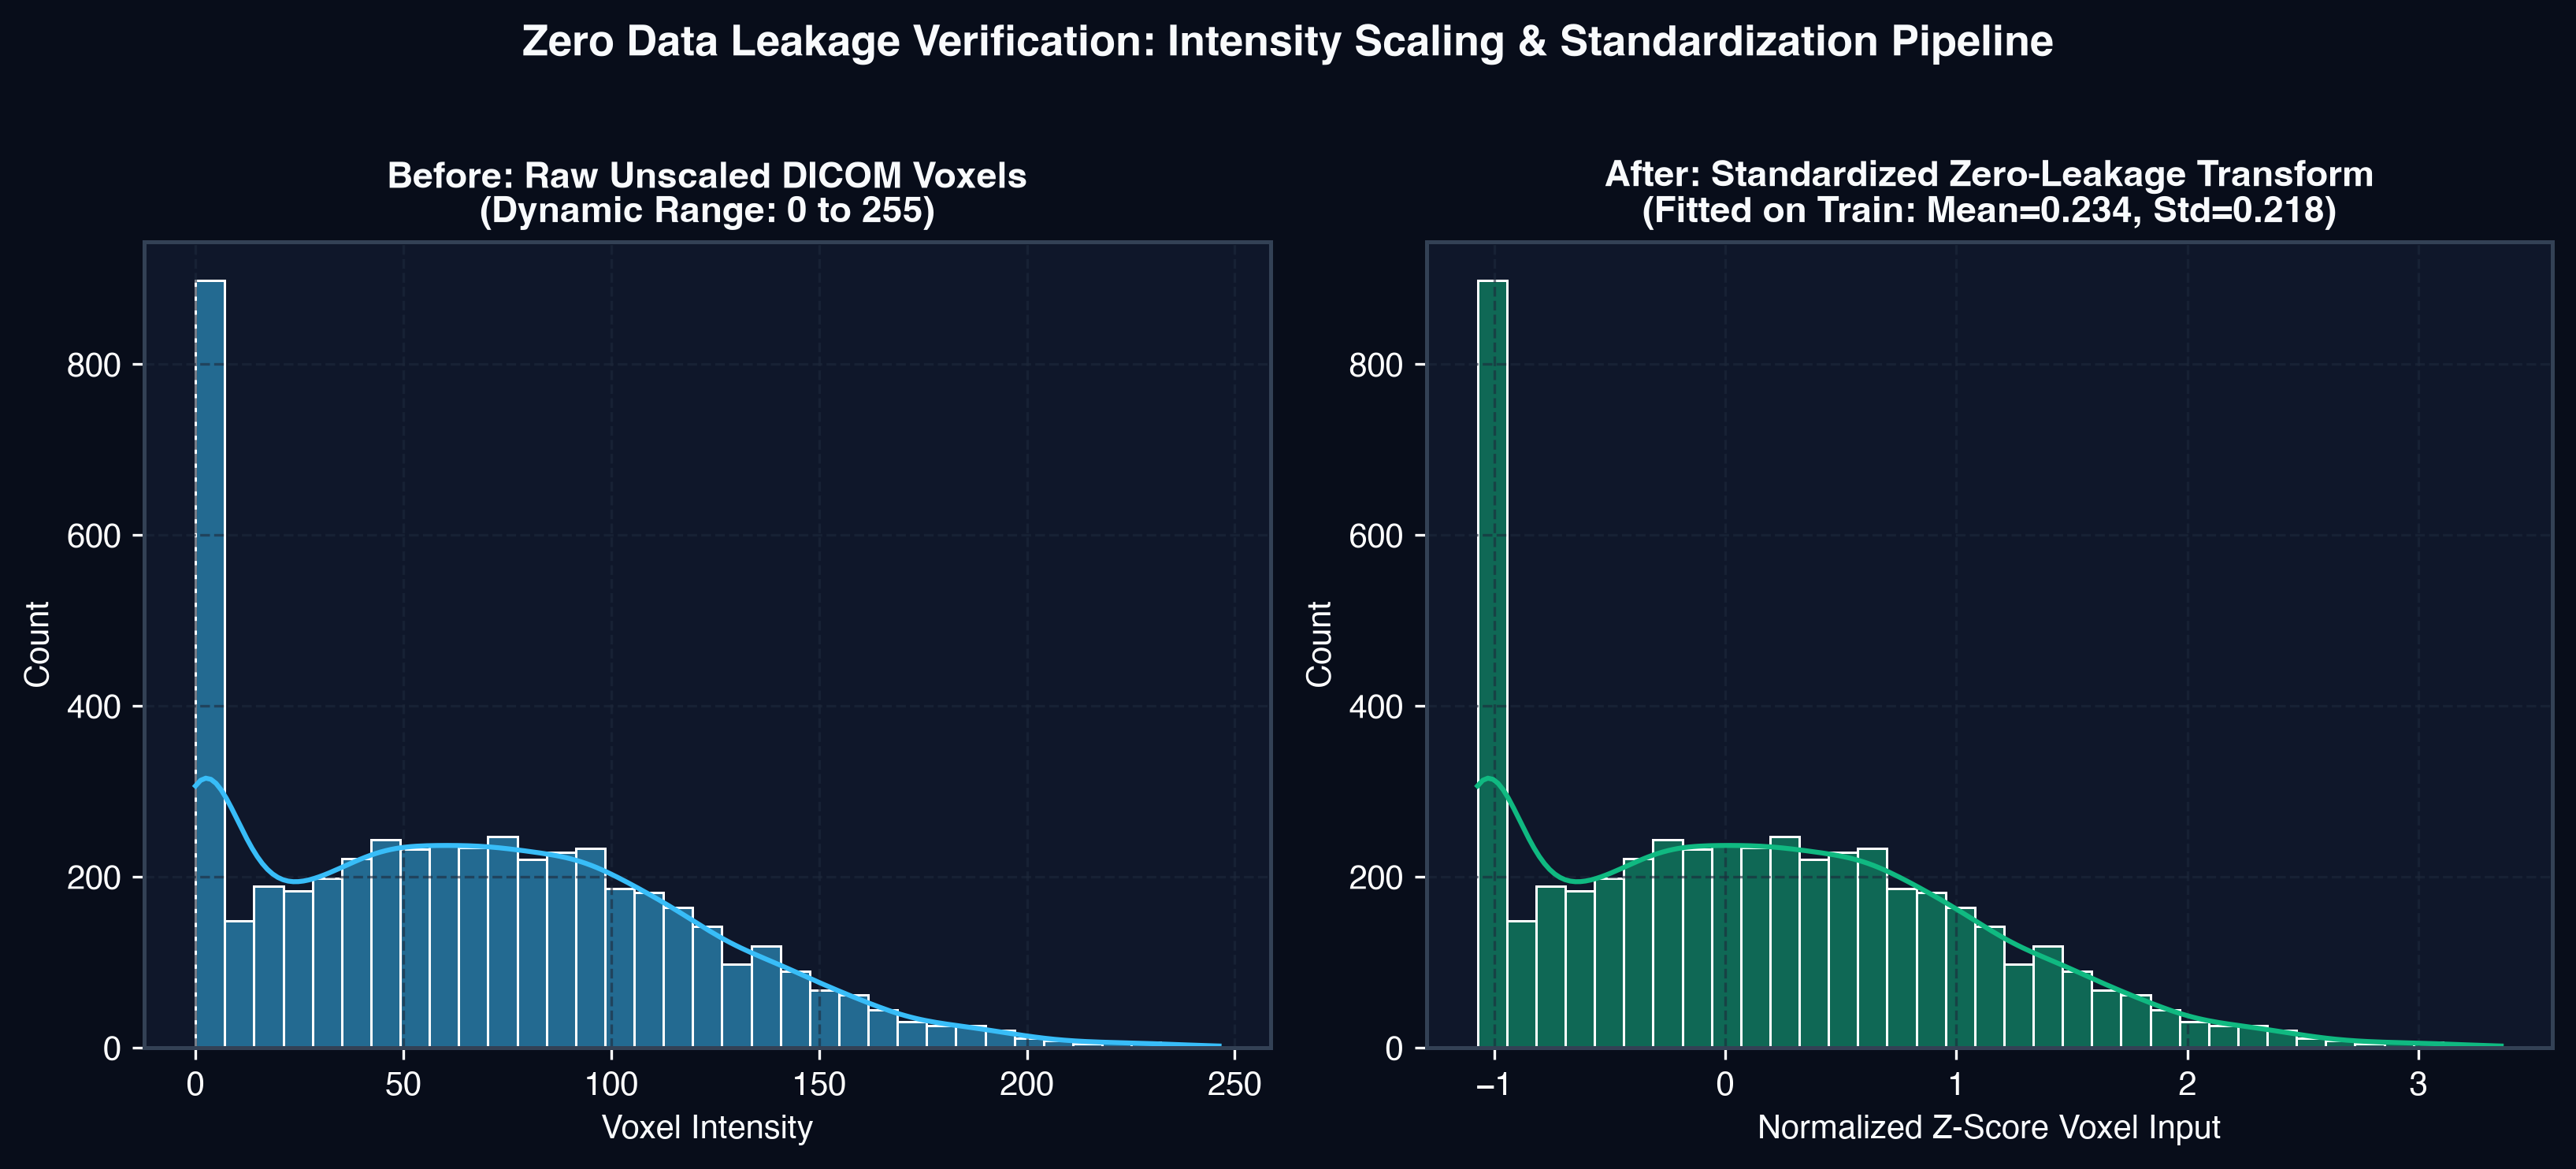 Zero Data Leakage Verification: Intensity Scaling & Standardization Pipeline
Before: Raw Unscaled DICOM Voxels
(Dynamic Range: 0 to 255)
800
600
400
200
0
Count
0 50 100 150 200 250
Voxel Intensity
After: Standardized Zero-Leakage Transform
(Fitted on Train: Mean=0.234, Std=0.218)
800
600
400
200
0
Count
−1 0 1 2 3
Normalized Z-Score Voxel Input